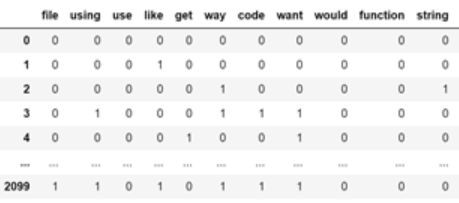 file using use like get way code want would function string
0 0 0 0 0 0 0 0 0 0 0 0
1 0 0 0 1 0 0 0 0 0 0 0
2 0 0 0 0 0 1 0 0 0 0 1
3 0 1 0 0 0 1 1 1 0 0 0
4 0 0 0 0 1 0 0 1 0 0 0
... ... ... ... ... ... ... ... ... ... ... ...
2099 1 1 0 1 0 1 1 1 0 0 0